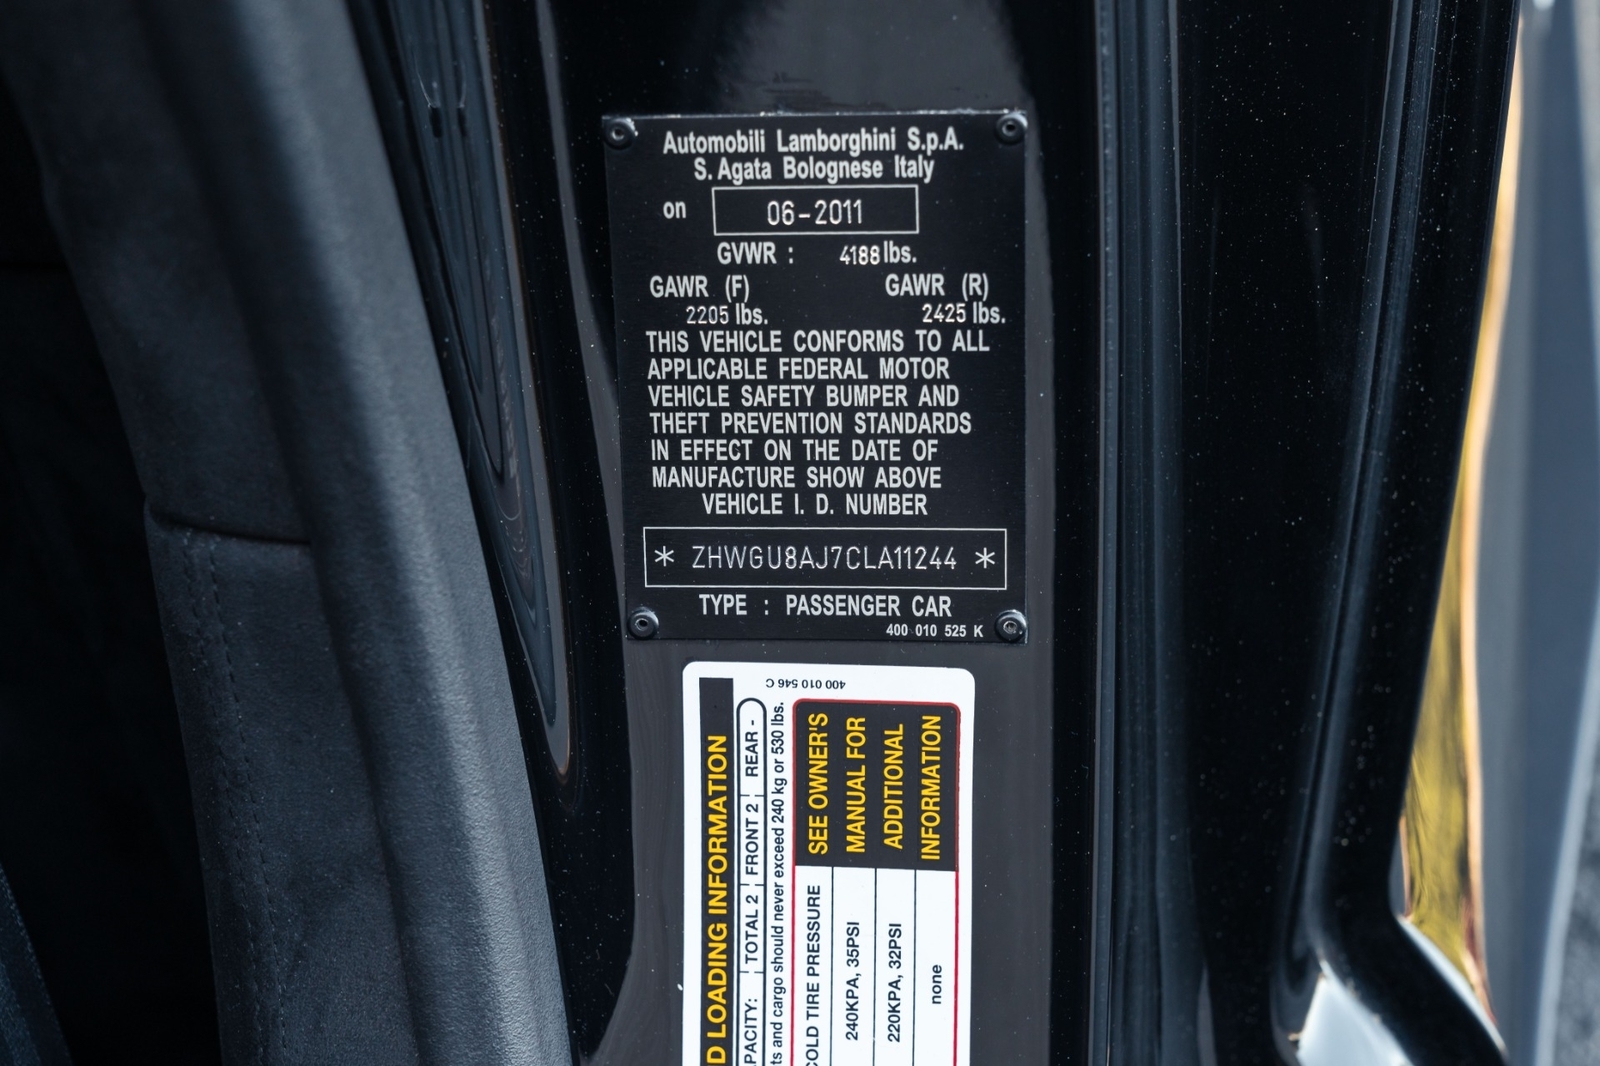 Automobili Lamborghini S.p.A.
S. Agata Bolognese Italy
on 06-2011
GVWR : 4188 lbs.
GAWR (F) GAWR (R)
2205 lbs. 2425 lbs.
THIS VEHICLE CONFORMS TO ALL
APPLICABLE FEDERAL MOTOR
VEHICLE SAFETY BUMPER AND
THEFT PREVENTION STANDARDS
IN EFFECT ON THE DATE OF
MANUFACTURE SHOW ABOVE
VEHICLE I. D. NUMBER
* ZHWGU8AJ7CLA11244 *
TYPE : PASSENGER CAR
400 010 525 K
400 010 546 C
LOADING INFORMATION
TOTAL 2 FRONT 2 REAR -
and cargo should never exceed 240 kg or 530 lbs.
TIRE PRESSURE
240KPA, 35PSI
220KPA, 32PSI
none
SEE OWNER'S
MANUAL FOR
ADDITIONAL
INFORMATION